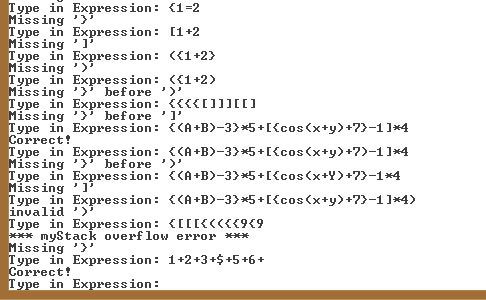 Type in Expression: {1=2
Missing '}'
Type in Expression: [1+2
Missing ']'
Type in Expression: ({1+2}
Missing ')'
Type in Expression: ({1+2)
Missing '}' before ')'
Type in Expression: {{{{[]]][[]
Missing '}' before ']'
Type in Expression: {(A+B)-3}*5+[{cos(x+y)+7}-1]*4
Correct!
Type in Expression: {(A+B)-3)*5+[{cos(x+y)+7}-1]*4
Missing '}' before ')'
Type in Expression: {(A+B)-3}*5+[{cos(x+Y)+7}-1*4
Missing ']'
Type in Expression: {(A+B)-3}*5+[{cos(x+y)+7}-1]*4)
invalid ')'
Type in Expression: {[[[{{{{{9{9
*** myStack overflow error ***
Missing '}'
Type in Expression: 1+2+3+$+5+6+
Correct!
Type in Expression: